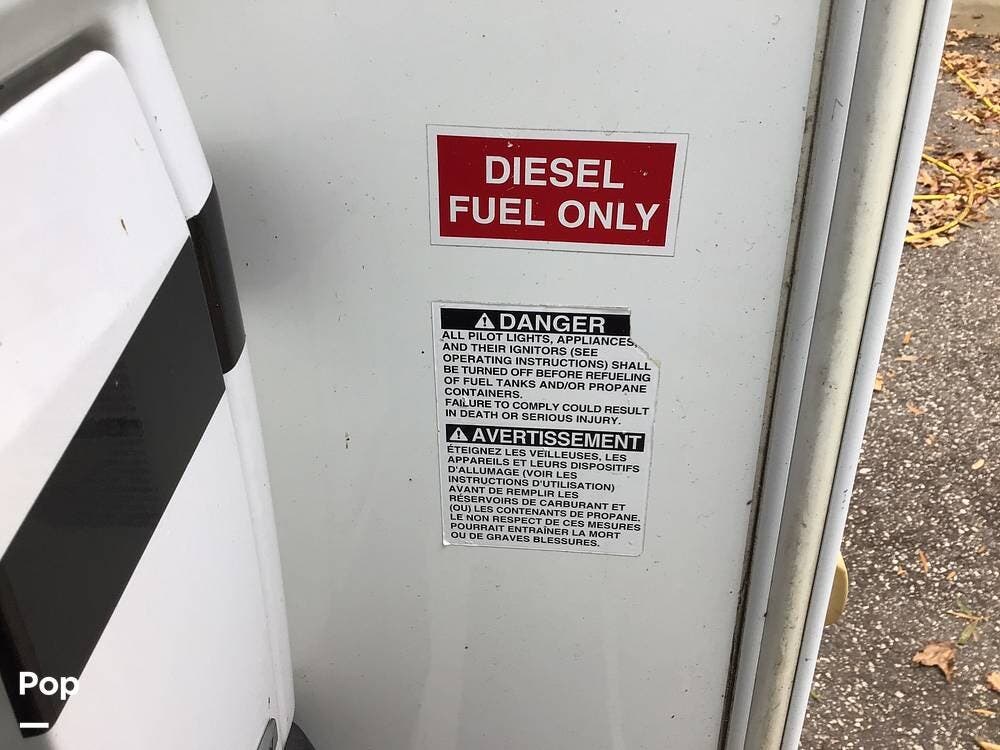 DIESEL
FUEL ONLY
⚠ DANGER
ALL PILOT LIGHTS, APPLIANCES,
AND THEIR IGNITORS (SEE
OPERATING INSTRUCTIONS) SHALL
BE TURNED OFF BEFORE REFUELING
OF FUEL TANKS AND/OR PROPANE
CONTAINERS.
FAILURE TO COMPLY COULD RESULT
IN DEATH OR SERIOUS INJURY.
⚠ AVERTISSEMENT
ÉTEIGNEZ LES VEILLEUSES, LES
APPAREILS ET LEURS DISPOSITIFS
D'ALLUMAGE (VOIR LES
INSTRUCTIONS D'UTILISATION)
AVANT DE REMPLIR LES
RÉSERVOIRS DE CARBURANT ET
(OU) LES CONTENANTS DE PROPANE.
LE NON RESPECT DE CES MESURES
POURRAIT ENTRAÎNER LA MORT
OU DE GRAVES BLESSURES.
Pop